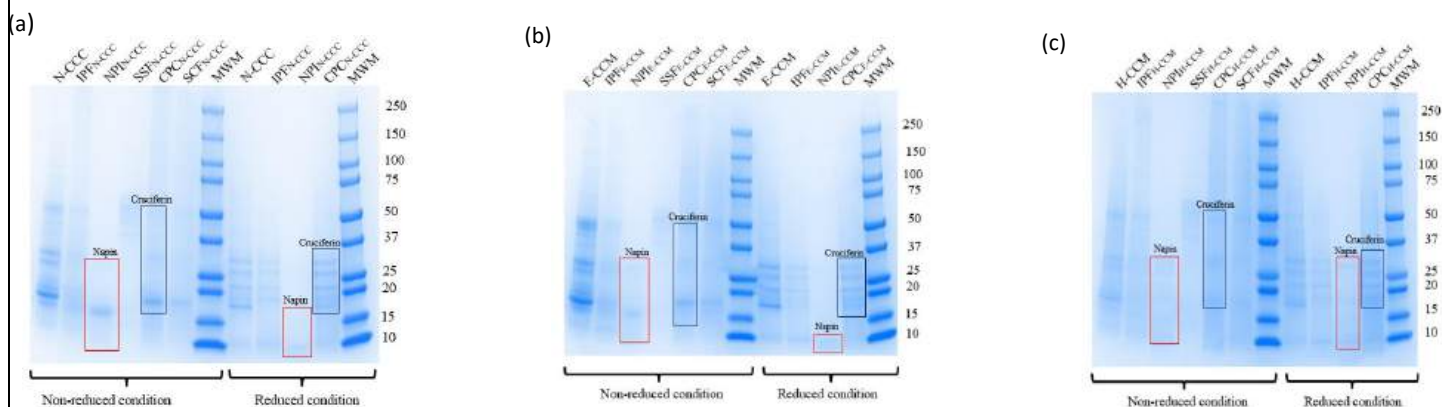 (a)
N-CCC IPFN-CCC NPIN-CCC SSFN-CCC CPCN-CCC SCFN-CCC MWM N-CCC IPFN-CCC NPIN-CCC CPCN-CCC MWM
250
150
100
75
50
37
25
20
15
10
Cruciferin
Napin
Cruciferin
Napin
Non-reduced condition
Reduced condition
(b)
E-CCM IPFE-CCM NPIE-CCM SSFE-CCM CPCE-CCM SCFE-CCM MWM E-CCM IPFE-CCM NPIE-CCM CPCE-CCM MWM
250
150
100
75
50
37
25
20
15
10
Cruciferin
Napin
Cruciferin
Napin
Non-reduced condition
Reduced condition
(c)
H-CCM IPFH-CCM NPIH-CCM SSFH-CCM CPCH-CCM SCFH-CCM MWM H-CCM IPFH-CCM NPIH-CCM CPCH-CCM MWM
250
150
100
75
50
37
25
20
15
10
Cruciferin
Napin
Napin
Cruciferin
Non-reduced condition
Reduced condition